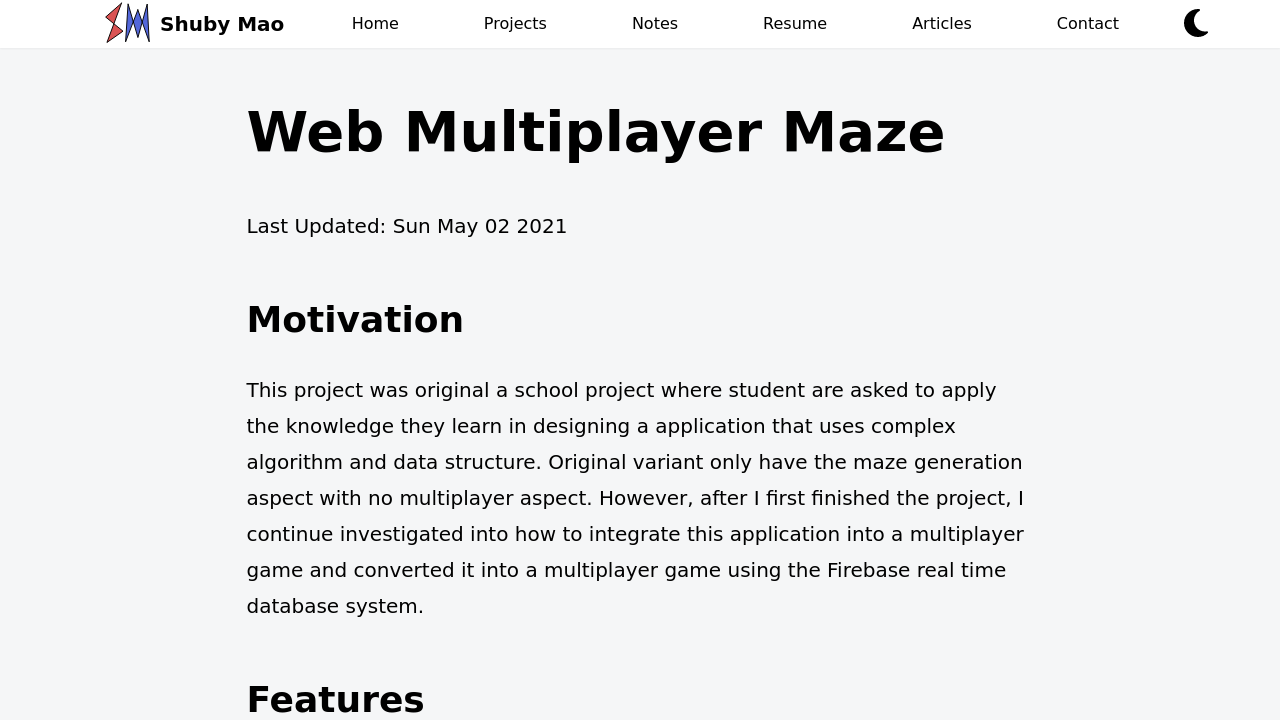 Shuby Mao
Home
Projects
Notes
Resume
Articles
Contact
Web Multiplayer Maze
Last Updated: Sun May 02 2021
Motivation
This project was original a school project where student are asked to apply
the knowledge they learn in designing a application that uses complex
algorithm and data structure. Original variant only have the maze generation
aspect with no multiplayer aspect. However, after I first finished the project, I
continue investigated into how to integrate this application into a multiplayer
game and converted it into a multiplayer game using the Firebase real time
database system.
Features